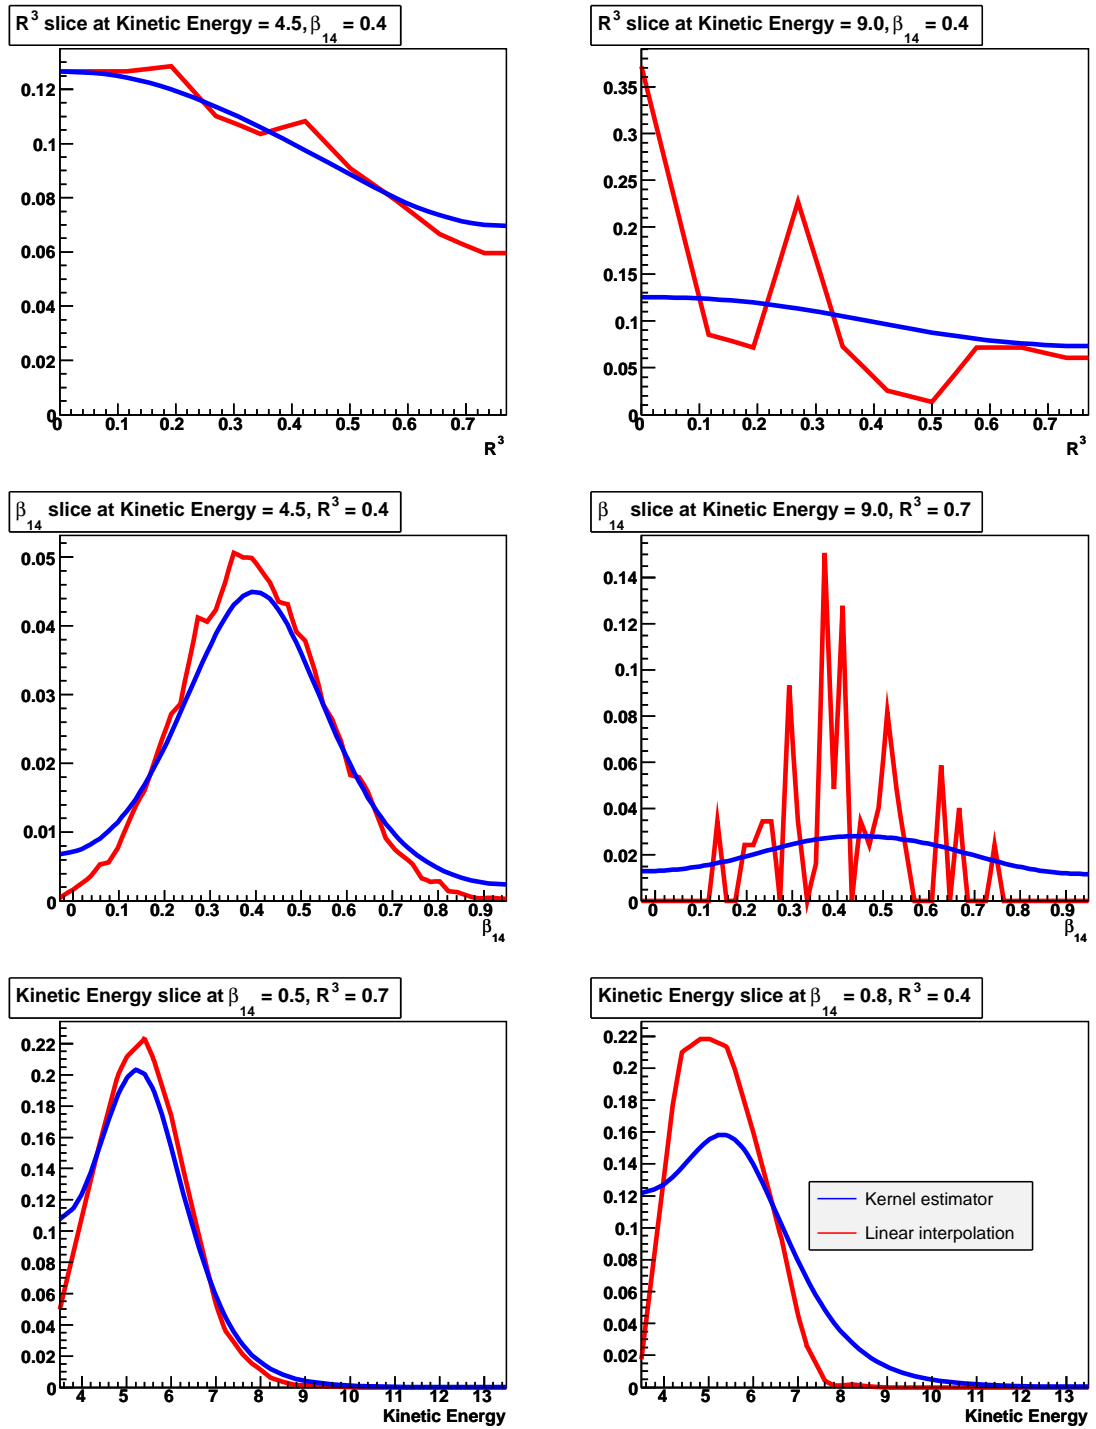 R³ slice at Kinetic Energy = 4.5, β₁₄ = 0.4
0.12
0.1
0.08
0.06
0.04
0.02
0
0 0.1 0.2 0.3 0.4 0.5 0.6 0.7
R³
R³ slice at Kinetic Energy = 9.0, β₁₄ = 0.4
0.35
0.3
0.25
0.2
0.15
0.1
0.05
0
0 0.1 0.2 0.3 0.4 0.5 0.6 0.7
R³
β₁₄ slice at Kinetic Energy = 4.5, R³ = 0.4
0.05
0.04
0.03
0.02
0.01
0
0 0.1 0.2 0.3 0.4 0.5 0.6 0.7 0.8 0.9
β₁₄
β₁₄ slice at Kinetic Energy = 9.0, R³ = 0.7
0.14
0.12
0.1
0.08
0.06
0.04
0.02
0
0 0.1 0.2 0.3 0.4 0.5 0.6 0.7 0.8 0.9
β₁₄
Kinetic Energy slice at β₁₄ = 0.5, R³ = 0.7
0.22
0.2
0.18
0.16
0.14
0.12
0.1
0.08
0.06
0.04
0.02
0
4 5 6 7 8 9 10 11 12 13
Kinetic Energy
Kinetic Energy slice at β₁₄ = 0.8, R³ = 0.4
0.22
0.2
0.18
0.16
0.14
0.12
0.1
0.08
0.06
0.04
0.02
0
Kernel estimator
Linear interpolation
4 5 6 7 8 9 10 11 12 13
Kinetic Energy